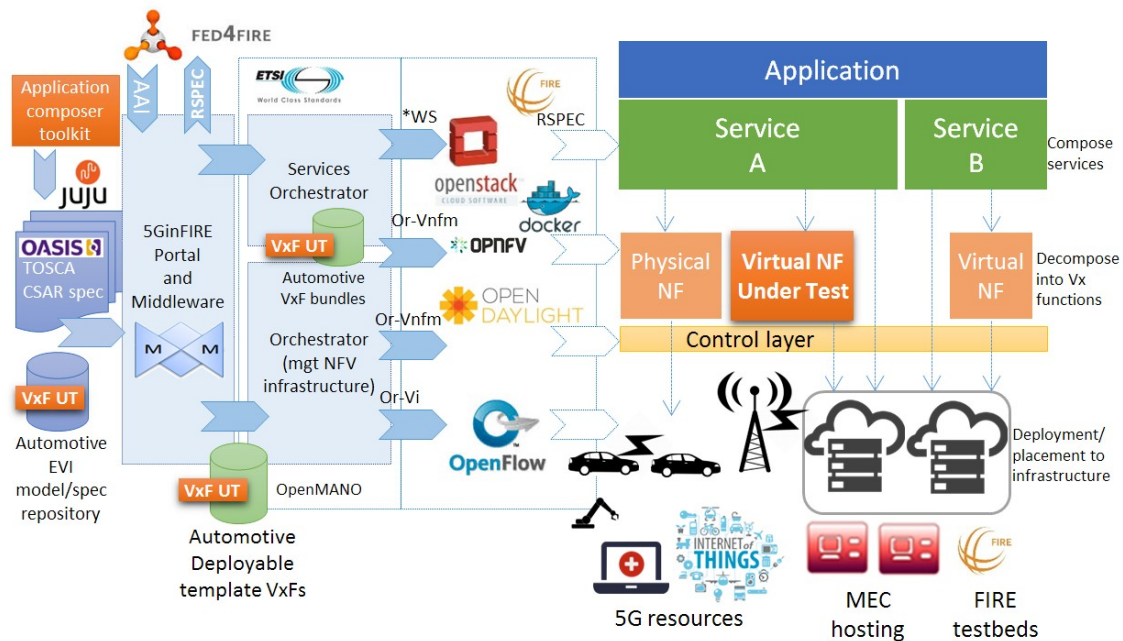 FED4FIRE
Application
composer
toolkit
AAI
RSPEC
JUJU
OASIS
TOSCA
CSAR spec
VxF UT
Automotive
EVI
model/spec
repository
5GinFIRE
Portal
and
Middleware
M M
ETSI
World Class Standards
Services
Orchestrator
VxF UT
Automotive
VxF bundles
Orchestrator
(mgt NFV
infrastructure)
VxF UT
OpenMANO
Automotive
Deployable
template VxFs
*WS
Or-Vnfm
Or-Vnfm
Or-Vi
FIRE
RSPEC
openstack™
CLOUD SOFTWARE
docker
OPNFV
OPEN
DAYLIGHT
™
OpenFlow
Application
Service
A
Service
B
Compose
services
Physical
NF
Virtual NF
Under Test
Virtual
NF
Decompose
into Vx
functions
Control layer
Deployment/
placement to
infrastructure
INTERNET of
THINGS
5G resources
MEC
hosting
FIRE
FIRE
testbeds